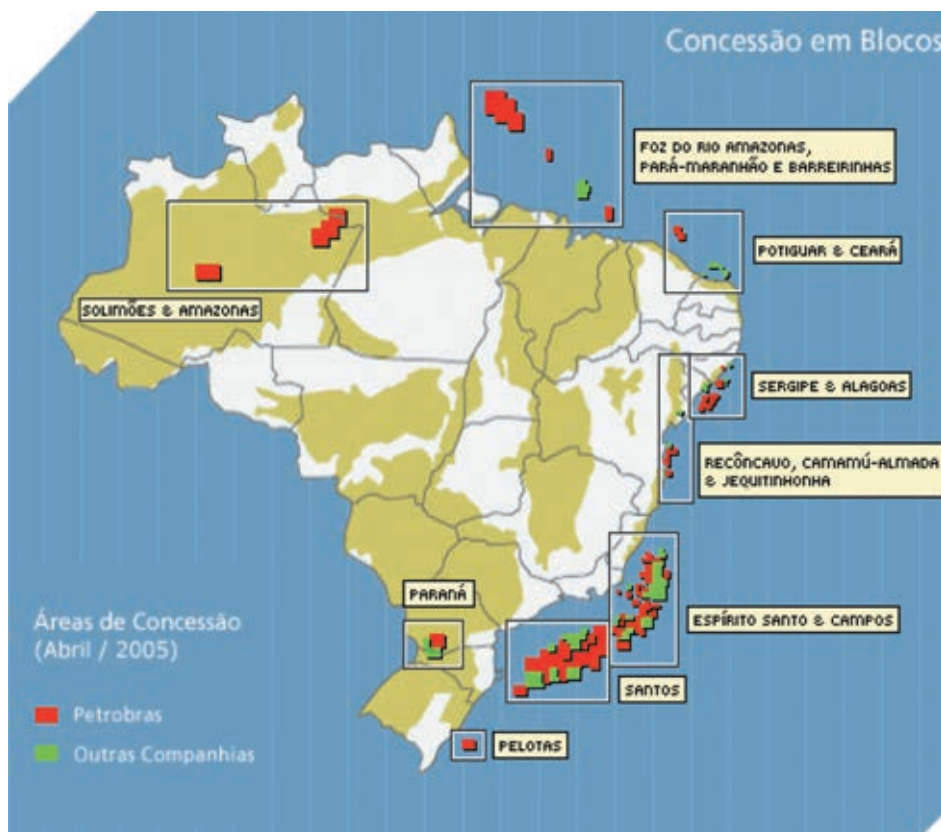 Concessão em Blocos
FOZ DO RIO AMAZONAS,
PARÁ-MARANHÃO E BARREIRINHAS
POTIGUAR & CEARÁ
SOLIMÕES & AMAZONAS
SERGIPE & ALAGOAS
RECÔNCAVO, CAMAMÚ-ALMADA
& JEQUITINHONHA
PARANÁ
ESPÍRITO SANTO & CAMPOS
Áreas de Concessão
(Abril / 2005)
SANTOS
Petrobras
Outras Companhias
PELOTAS